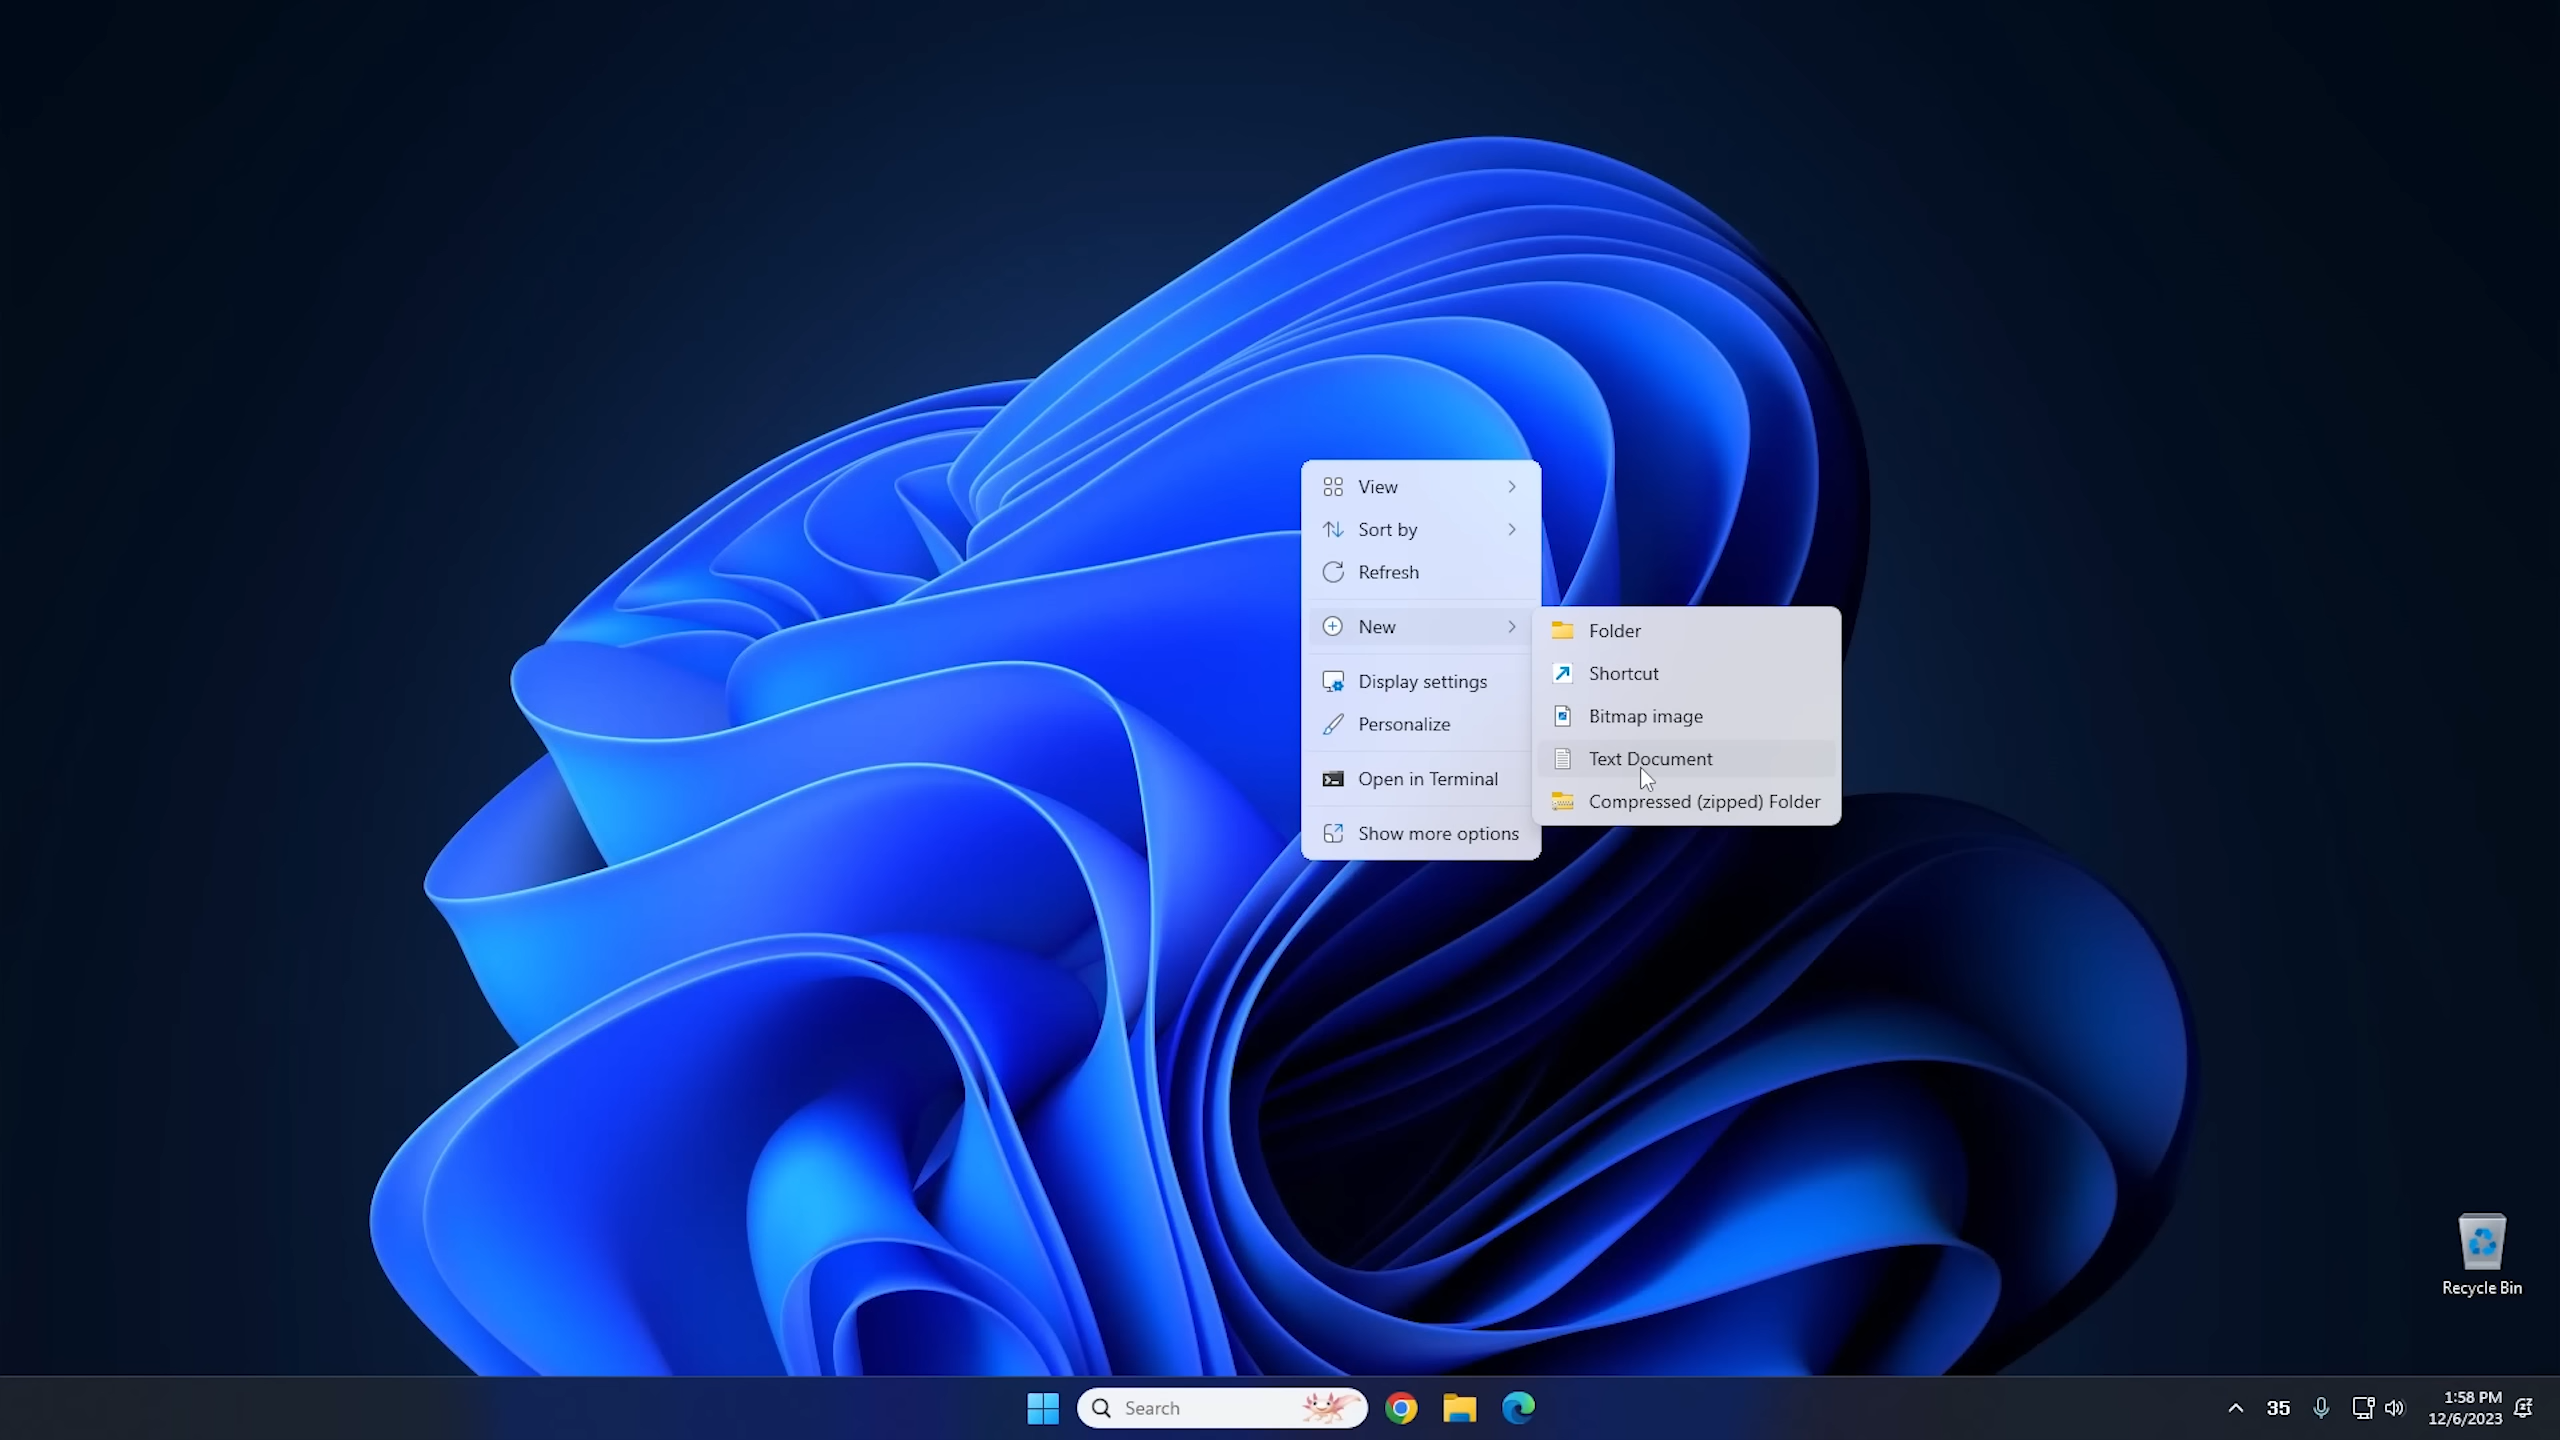 View
Sort by
Refresh
New
Display settings
Personalize
Open in Terminal
Show more options
Folder
Shortcut
Bitmap image
Text Document
Compressed (zipped) Folder
Recycle Bin
Search
35
1:58 PM
12/6/2023